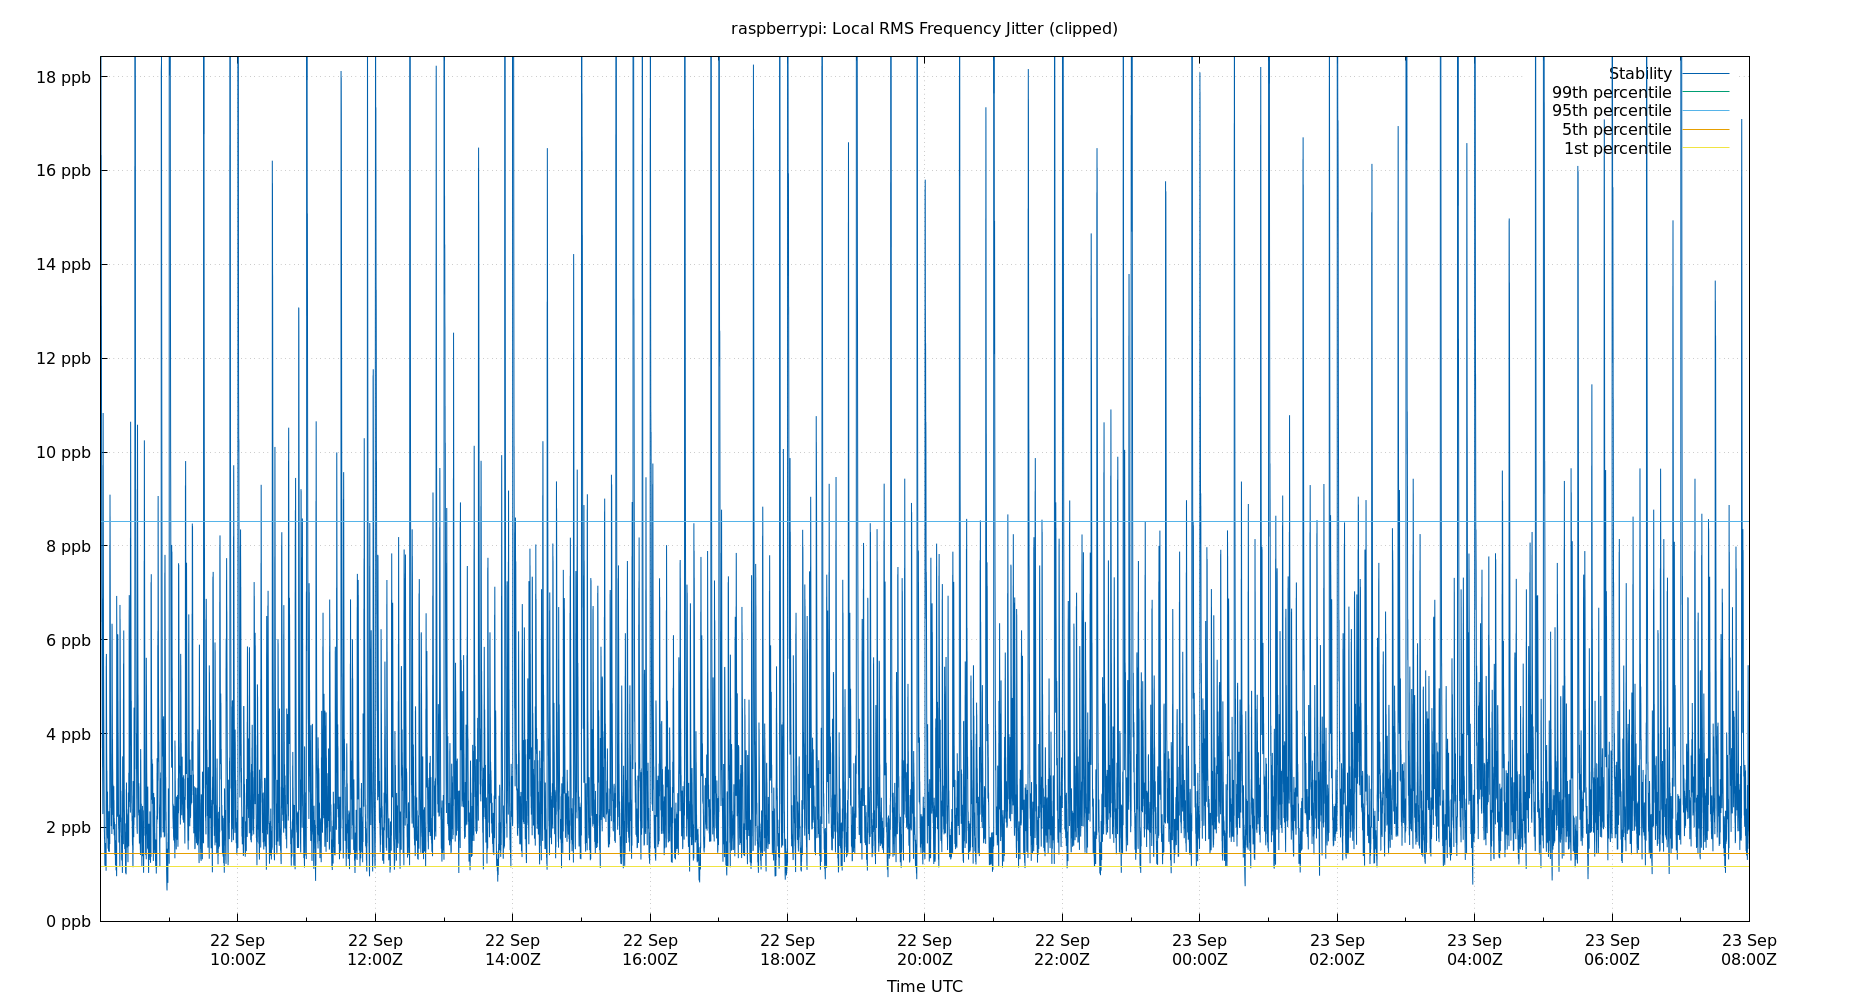 raspberrypi: Local RMS Frequency Jitter (clipped)
18 ppb
16 ppb
14 ppb
12 ppb
10 ppb
8 ppb
6 ppb
4 ppb
2 ppb
0 ppb
Stability
99th percentile
95th percentile
5th percentile
1st percentile
22 Sep 22 Sep 22 Sep 22 Sep 22 Sep 22 Sep 22 Sep 23 Sep 23 Sep 23 Sep 23 Sep 23 Sep
10:00Z 12:00Z 14:00Z 16:00Z 18:00Z 20:00Z 22:00Z 00:00Z 02:00Z 04:00Z 06:00Z 08:00Z
Time UTC